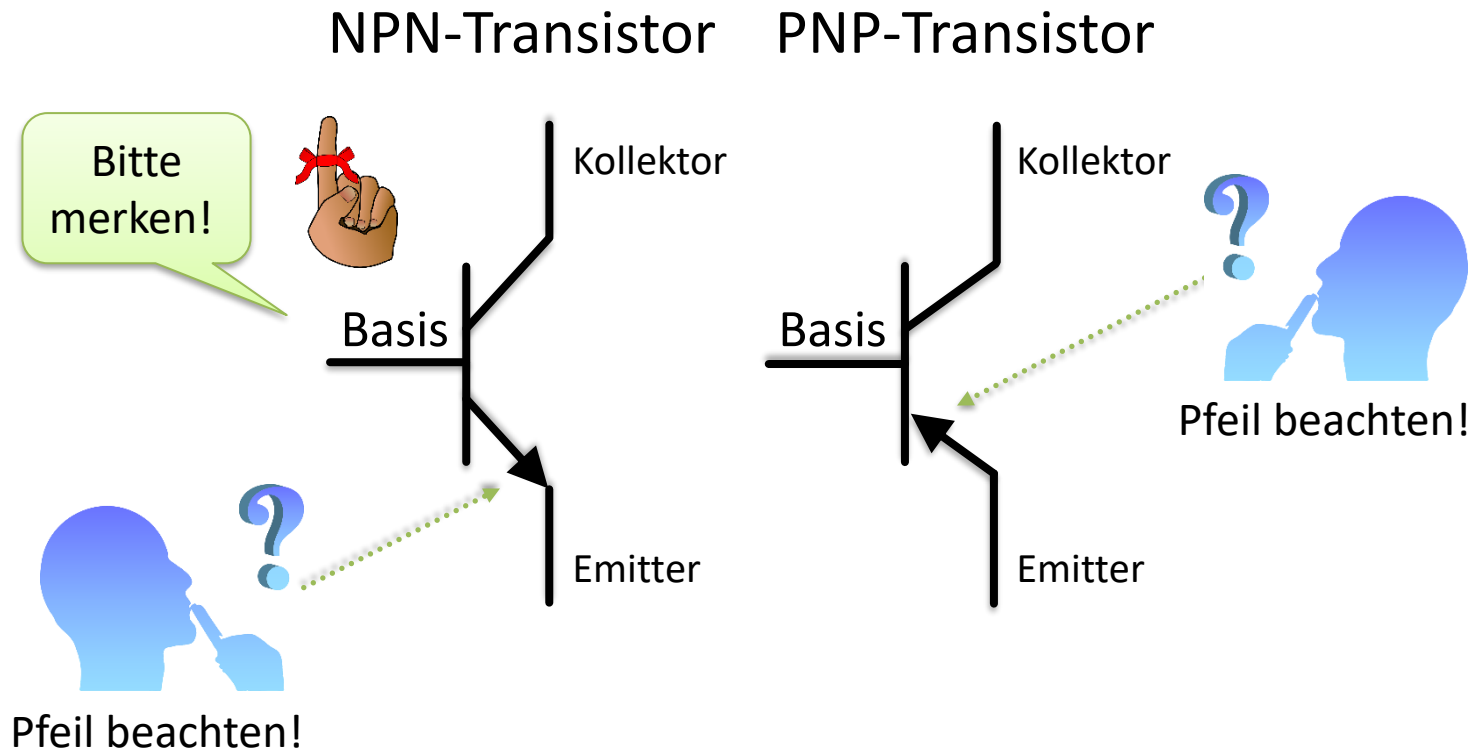 NPN-Transistor
PNP-Transistor
Bitte
merken!
Kollektor
Kollektor
Basis
Basis
Pfeil beachten!
Emitter
Emitter
Pfeil beachten!